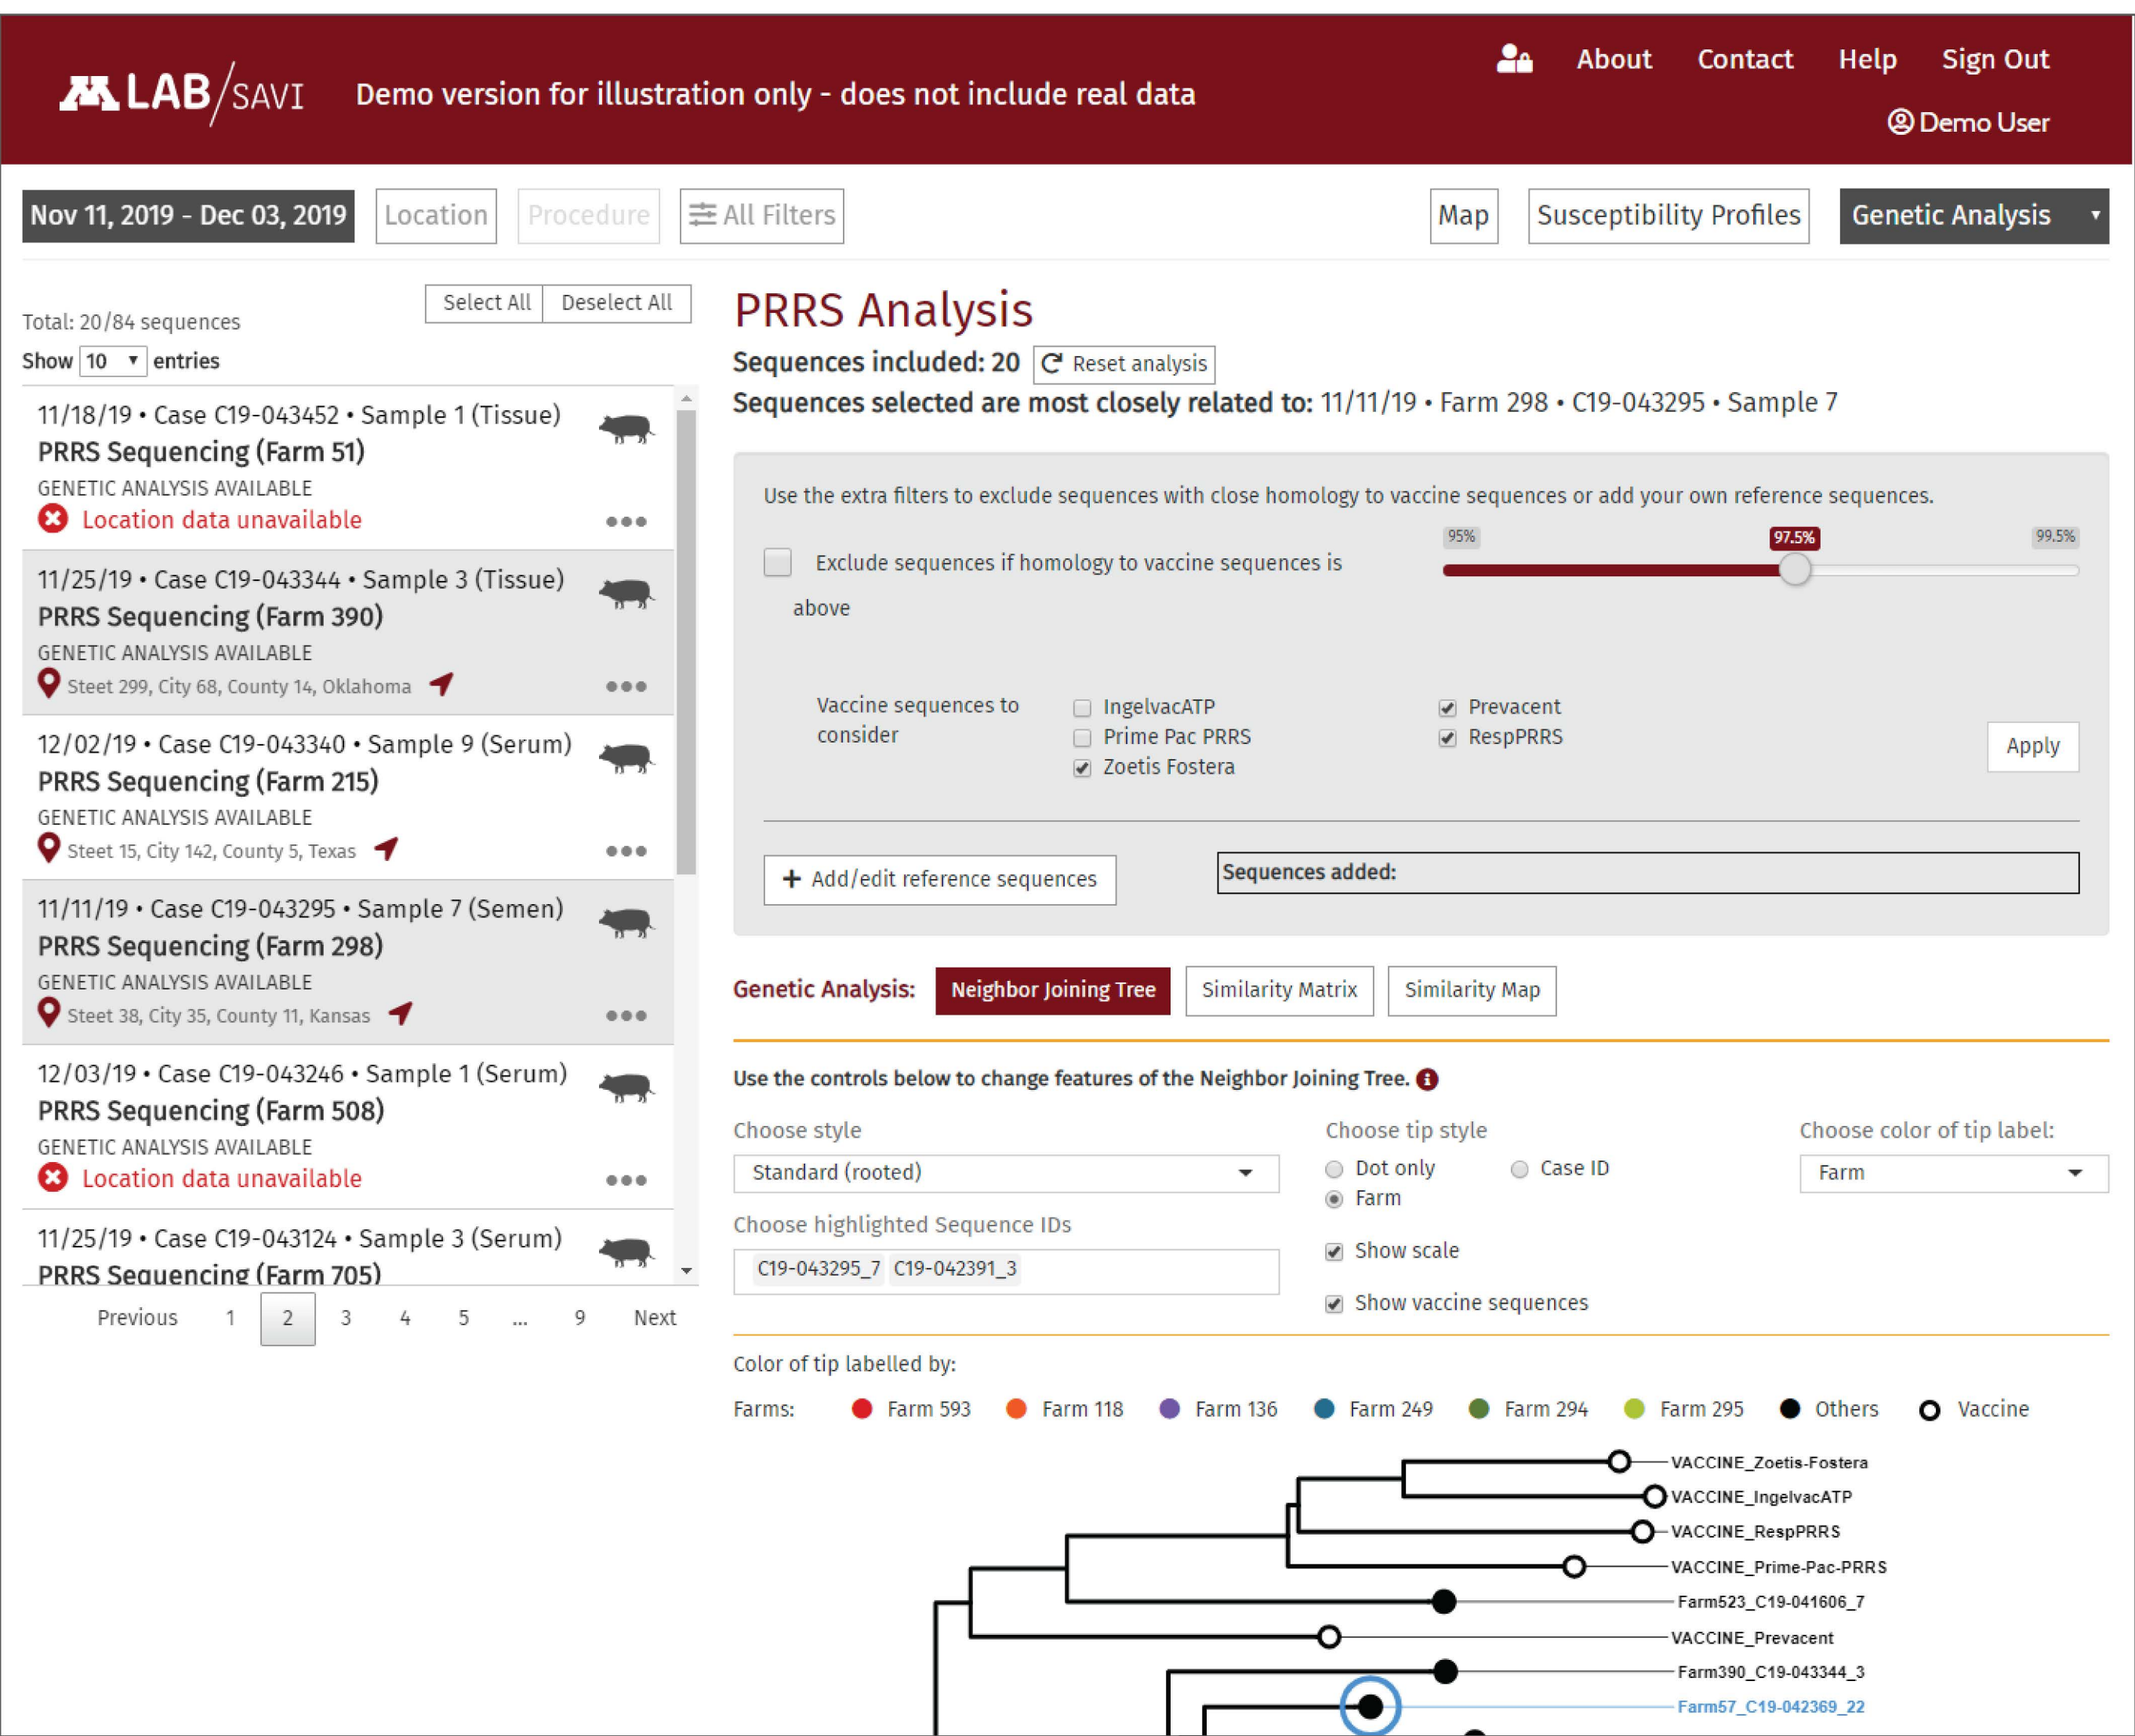 LAB/SAVI
Demo version for illustration only - does not include real data
About Contact Help Sign Out
Demo User
Nov 11, 2019 - Dec 03, 2019
Location
Procedure
All Filters
Map
Susceptibility Profiles
Genetic Analysis
Total: 20/84 sequences
Select All Deselect All
Show 10 entries
11/18/19 • Case C19-043452 • Sample 1 (Tissue)
PRRS Sequencing (Farm 51)
GENETIC ANALYSIS AVAILABLE
Location data unavailable
11/25/19 • Case C19-043344 • Sample 3 (Tissue)
PRRS Sequencing (Farm 390)
GENETIC ANALYSIS AVAILABLE
Steet 299, City 68, County 14, Oklahoma
12/02/19 • Case C19-043340 • Sample 9 (Serum)
PRRS Sequencing (Farm 215)
GENETIC ANALYSIS AVAILABLE
Steet 15, City 142, County 5, Texas
11/11/19 • Case C19-043295 • Sample 7 (Semen)
PRRS Sequencing (Farm 298)
GENETIC ANALYSIS AVAILABLE
Steet 38, City 35, County 11, Kansas
12/03/19 • Case C19-043246 • Sample 1 (Serum)
PRRS Sequencing (Farm 508)
GENETIC ANALYSIS AVAILABLE
Location data unavailable
11/25/19 • Case C19-043124 • Sample 3 (Serum)
PRRS Sequencing (Farm 705)
Previous 1 2 3 4 5 ... 9 Next
PRRS Analysis
Sequences included: 20 Reset analysis
Sequences selected are most closely related to: 11/11/19 • Farm 298 • C19-043295 • Sample 7
Use the extra filters to exclude sequences with close homology to vaccine sequences or add your own reference sequences.
95% 97.5% 99.5%
Exclude sequences if homology to vaccine sequences is
above
Vaccine sequences to
consider
IngelvacATP
Prime Pac PRRS
Zoetis Fostera
Prevacent
RespPRRS
Apply
+ Add/edit reference sequences
Sequences added:
Genetic Analysis: Neighbor Joining Tree Similarity Matrix Similarity Map
Use the controls below to change features of the Neighbor Joining Tree.
Choose style
Standard (rooted)
Choose highlighted Sequence IDs
C19-043295_7 C19-042391_3
Choose tip style
Dot only Case ID
Farm
Show scale
Show vaccine sequences
Choose color of tip label:
Farm
Color of tip labelled by:
Farms: Farm 593 Farm 118 Farm 136 Farm 249 Farm 294 Farm 295 Others Vaccine
VACCINE_Zoetis-Fostera
VACCINE_IngelvacATP
VACCINE_RespPRRS
VACCINE_Prime-Pac-PRRS
Farm523_C19-041606_7
VACCINE_Prevacent
Farm390_C19-043344_3
Farm57_C19-042369_22